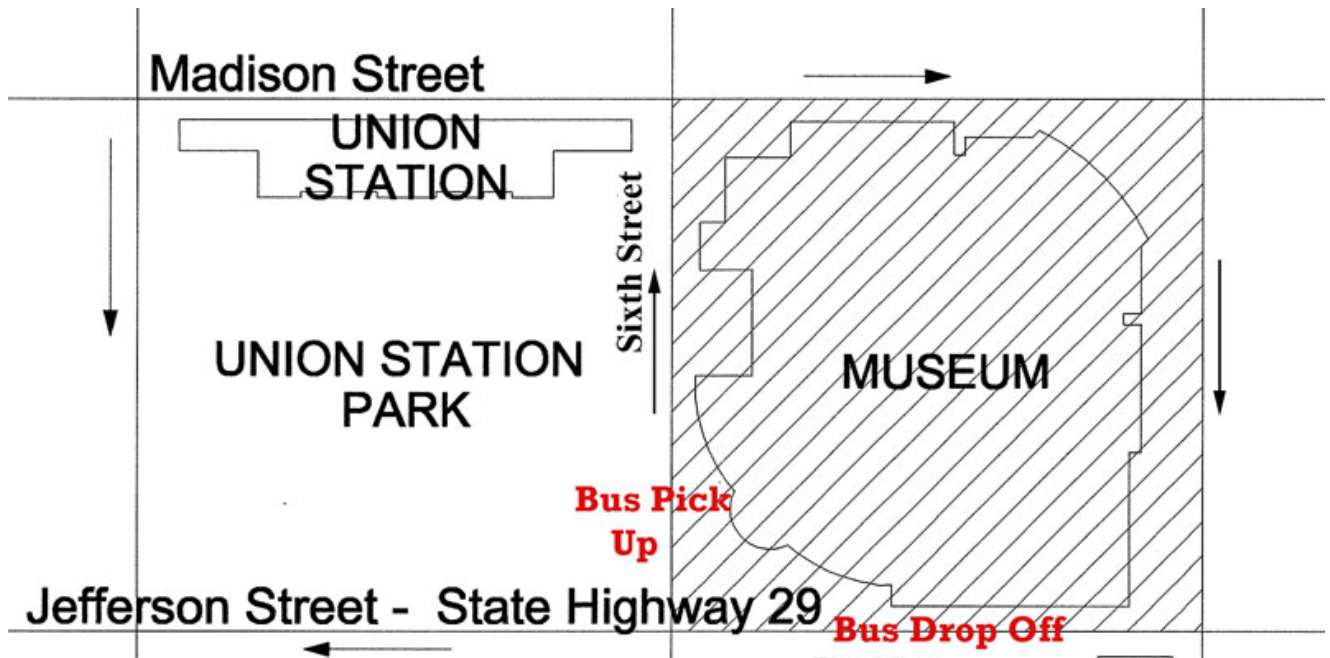 Madison Street
UNION
STATION
Sixth Street
UNION STATION
PARK
MUSEUM
Bus Pick
Up
Jefferson Street - State Highway 29
Bus Drop Off